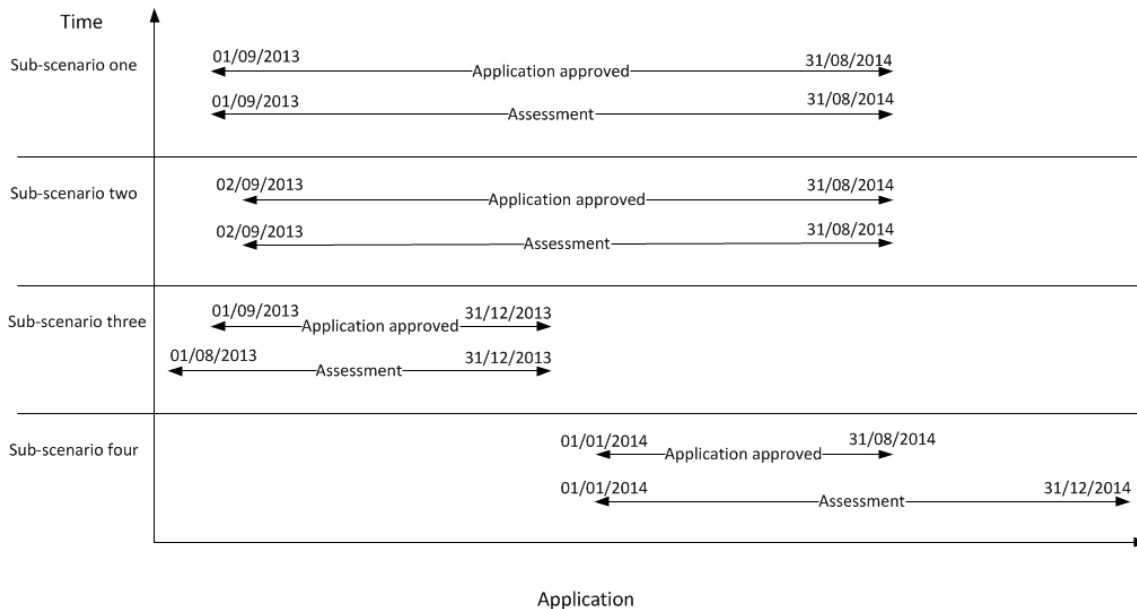 Time
Sub-scenario one
01/09/2013 31/08/2014
Application approved
01/09/2013 31/08/2014
Assessment
Sub-scenario two
02/09/2013 31/08/2014
Application approved
02/09/2013 31/08/2014
Assessment
Sub-scenario three
01/09/2013 31/12/2013
Application approved
01/08/2013 31/12/2013
Assessment
Sub-scenario four
01/01/2014 31/08/2014
Application approved
01/01/2014 31/12/2014
Assessment
Application